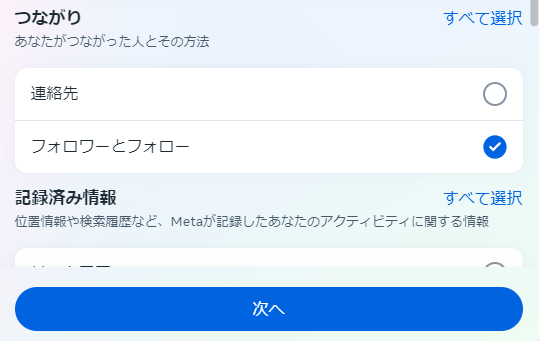 つながり
すべて選択
あなたがつながった人とその方法
連絡先
フォロワーとフォロー
記録済み情報
すべて選択
位置情報や検索履歴など、Metaが記録したあなたのアクティビティに関する情報
次へ